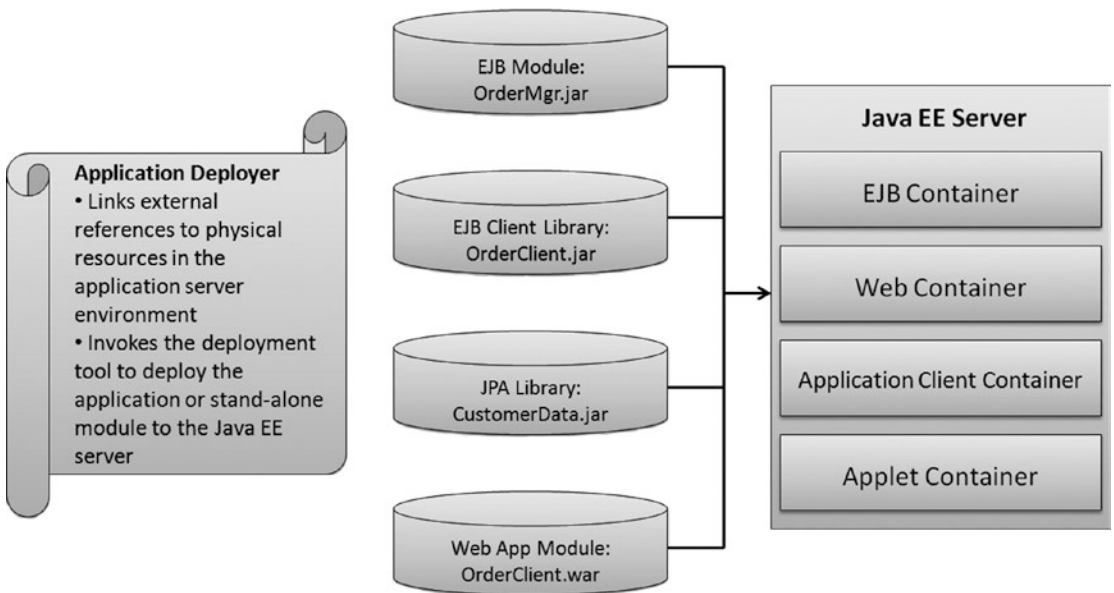 Application Deployer
• Links external
references to physical
resources in the
application server
environment
• Invokes the deployment
tool to deploy the
application or stand-alone
module to the Java EE
server
EJB Module:
OrderMgr.jar
EJB Client Library:
OrderClient.jar
JPA Library:
CustomerData.jar
Web App Module:
OrderClient.war
Java EE Server
EJB Container
Web Container
Application Client Container
Applet Container